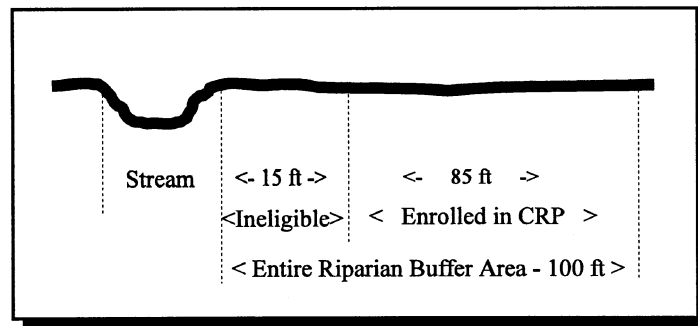 Stream <- 15 ft -> <- 85 ft ->
<Ineligible> < Enrolled in CRP >
< Entire Riparian Buffer Area - 100 ft >